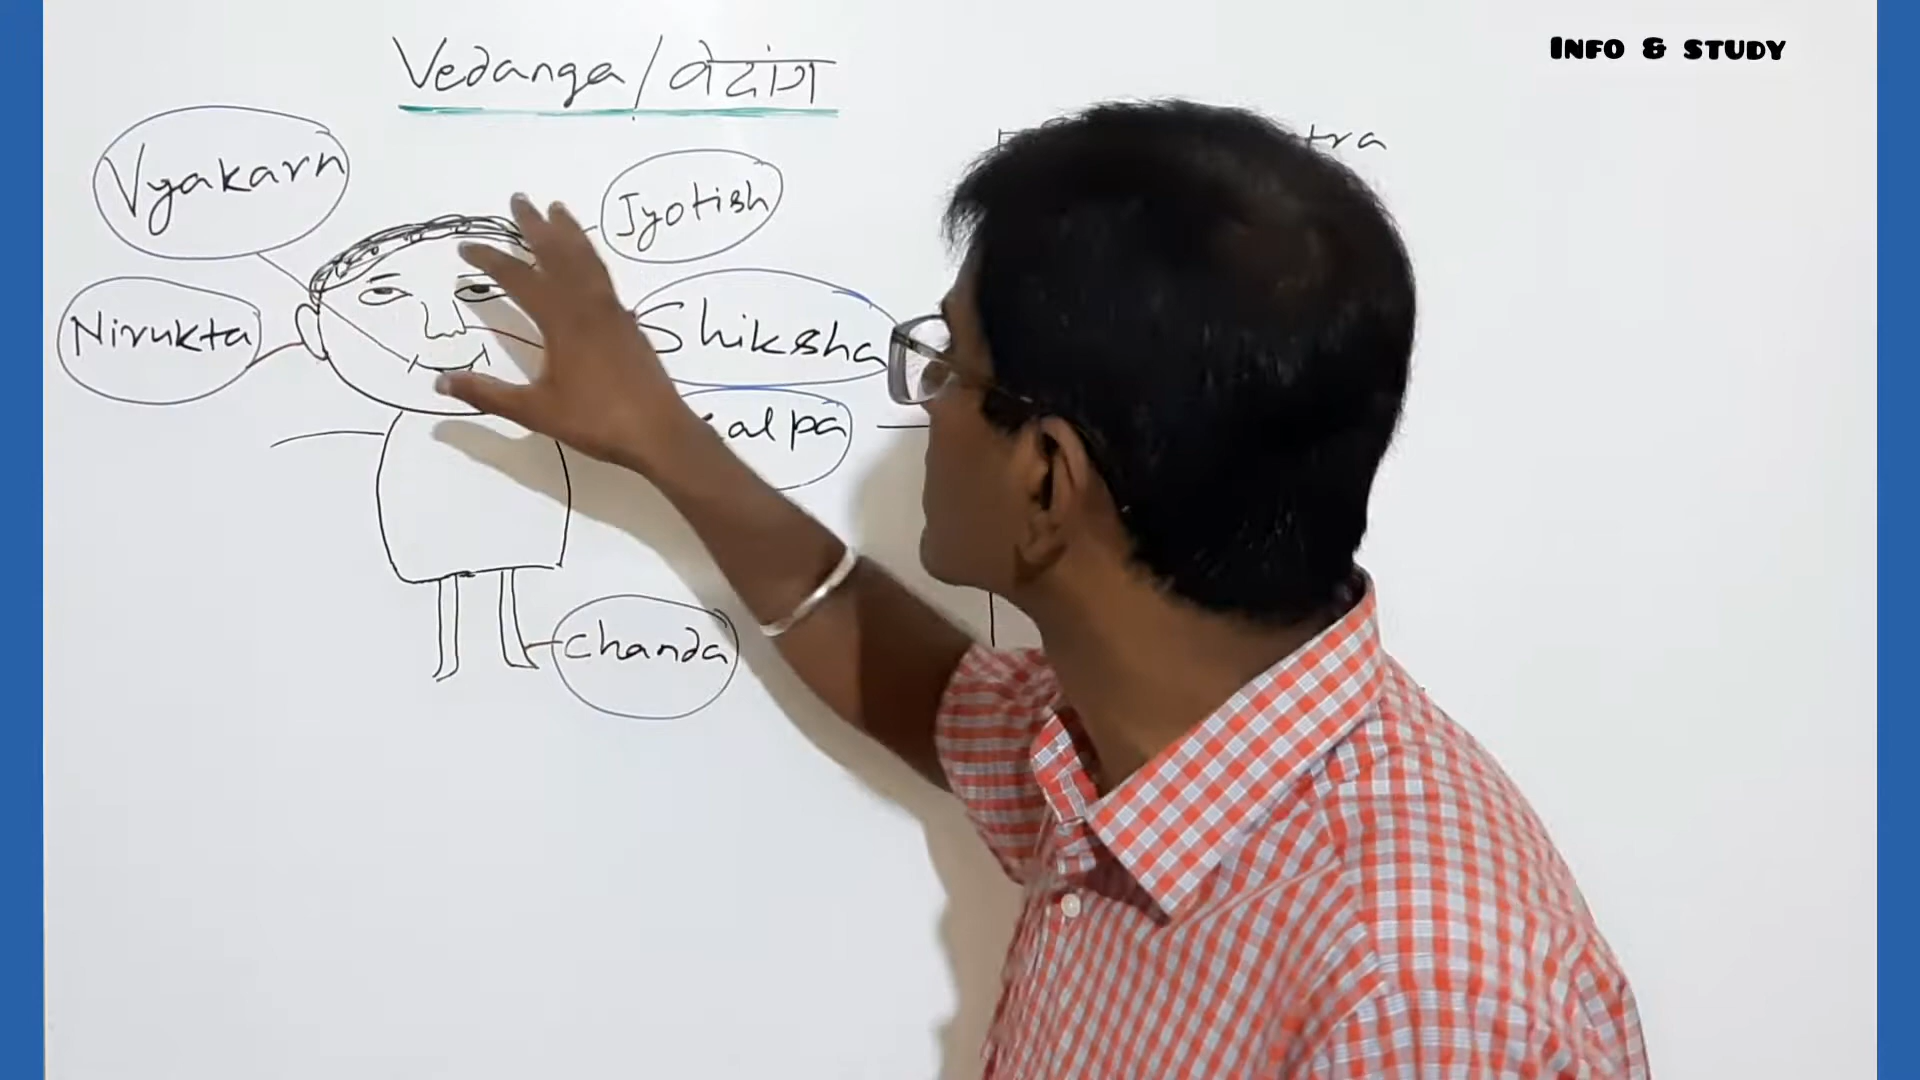 INFO & STUDY
Vedanga / वेदांग
Vyakarn
Jyotish
Nirukta
Shiksha
chanda